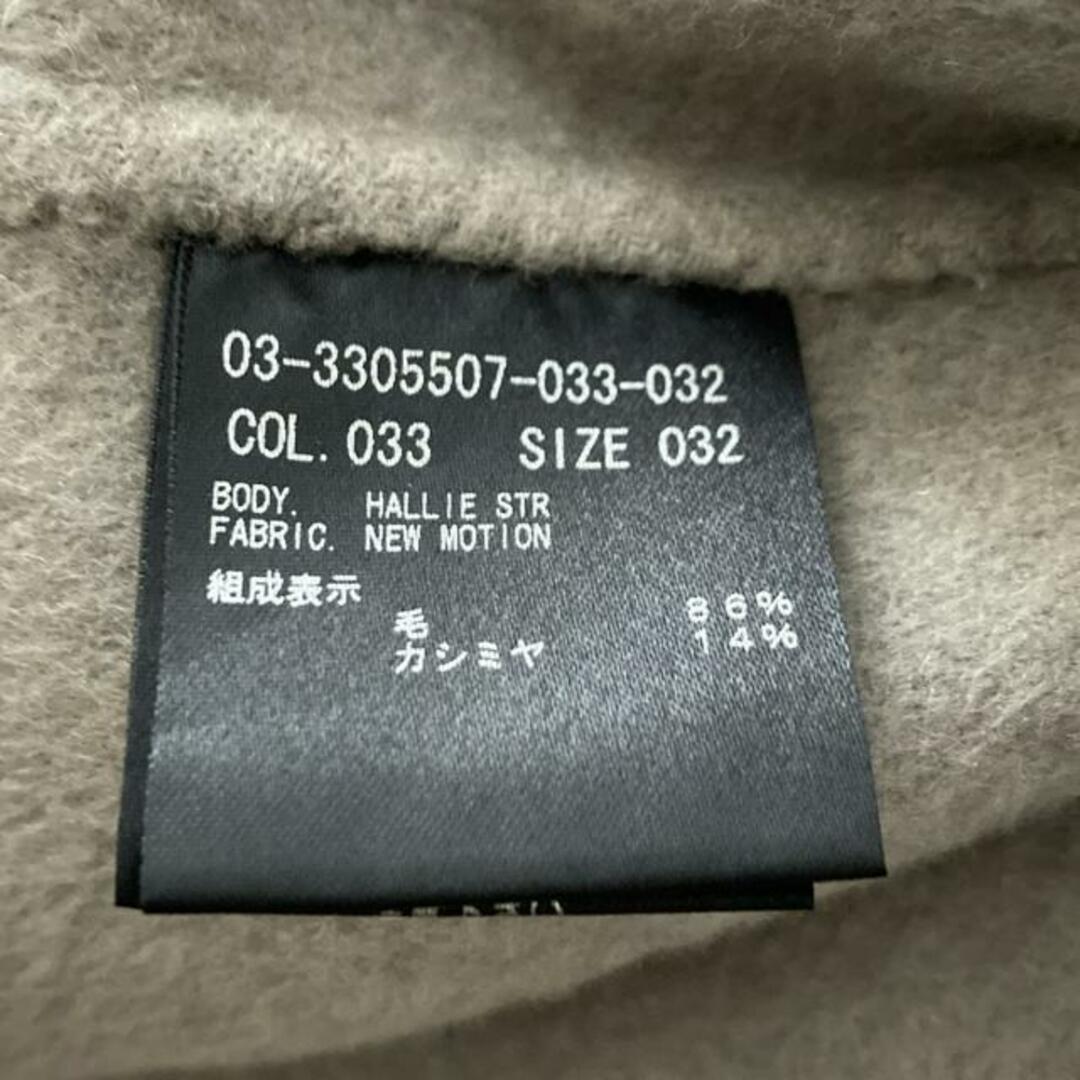 03-3305507-033-032
COL. 033 SIZE 032
BODY. HALLIE STR
FABRIC. NEW MOTION
組成表示
毛 86%
カシミヤ 14%